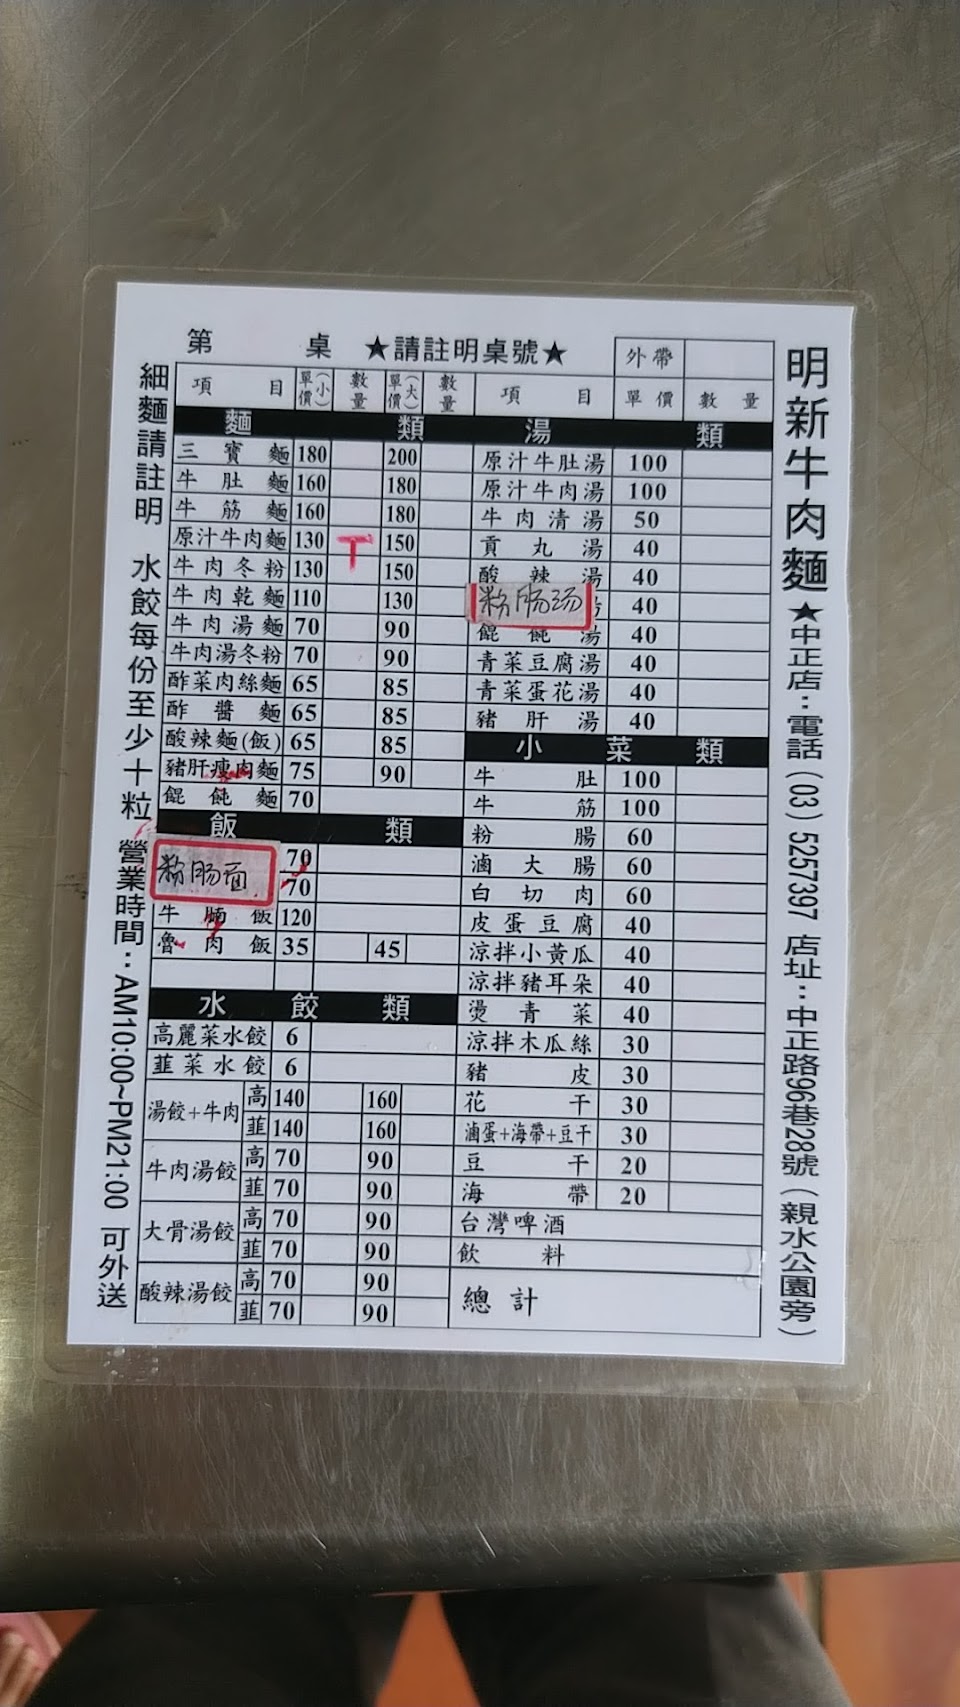 第 桌 ★請註明桌號★
外帶
項目 單價(小) 數量 單價(大) 數量
麵類
三寶麵 180 200
牛肚麵 160 180
牛筋麵 160 180
原汁牛肉麵 130 T 150
牛肉冬粉 130 150
牛肉乾麵 110 130
牛肉湯麵 70 90
牛肉湯冬粉 70 90
酢菜肉絲麵 65 85
酢醬麵 65 85
酸辣麵(飯) 65 85
豬肝瘦肉麵 75 90
餛飩麵 70
飯類
粉肠面
70
70
牛腩飯 120
魯肉飯 35 45
水餃類
高麗菜水餃 6
韮菜水餃 6
湯餃+牛肉 高 140 160
韮 140 160
牛肉湯餃 高 70 90
韮 70 90
大骨湯餃 高 70 90
韮 70 90
酸辣湯餃 高 70 90
韮 70 90
項目 單價 數量
湯類
原汁牛肚湯 100
原汁牛肉湯 100
牛肉清湯 50
貢丸湯 40
酸辣湯 40
粉肠汤 40
餛飩湯 40
青菜豆腐湯 40
青菜蛋花湯 40
豬肝湯 40
小菜類
牛肚 100
牛筋 100
粉腸 60
滷大腸 60
白切肉 60
皮蛋豆腐 40
涼拌小黃瓜 40
涼拌豬耳朵 40
燙青菜 40
涼拌木瓜絲 30
豬皮 30
花干 30
滷蛋+海帶+豆干 30
豆干 20
海帶 20
台灣啤酒
飲料
總計
明新牛肉麵★中正店：電話(03)5257397 店址：中正路96巷28號(親水公園旁)
細麵請註明 水餃每份至少十粒 營業時間：AM10:00~PM21:00 可外送